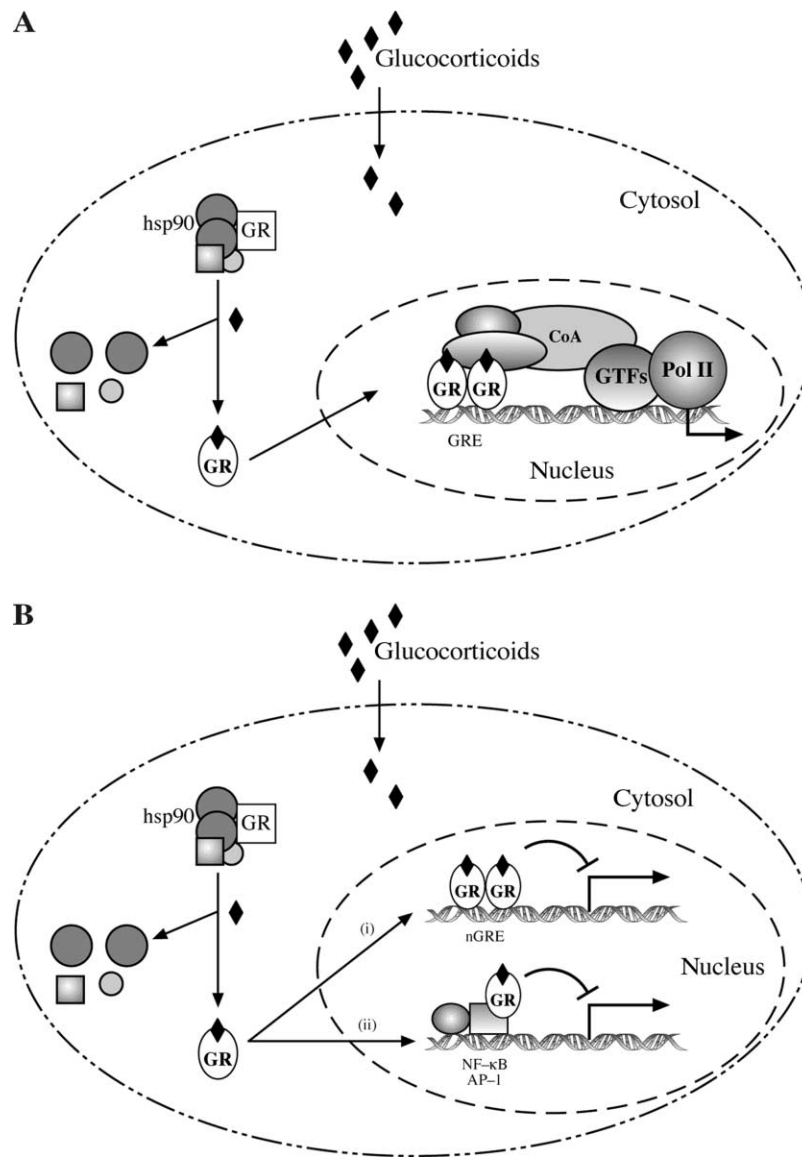 A
Glucocorticoids
Cytosol
hsp90 GR
CoA
GTFs Pol II
GR GR
GRE
GR
Nucleus
B
Glucocorticoids
Cytosol
hsp90 GR
GR GR
(i)
nGRE
Nucleus
GR
(ii)
GR
NF–κB
AP–1